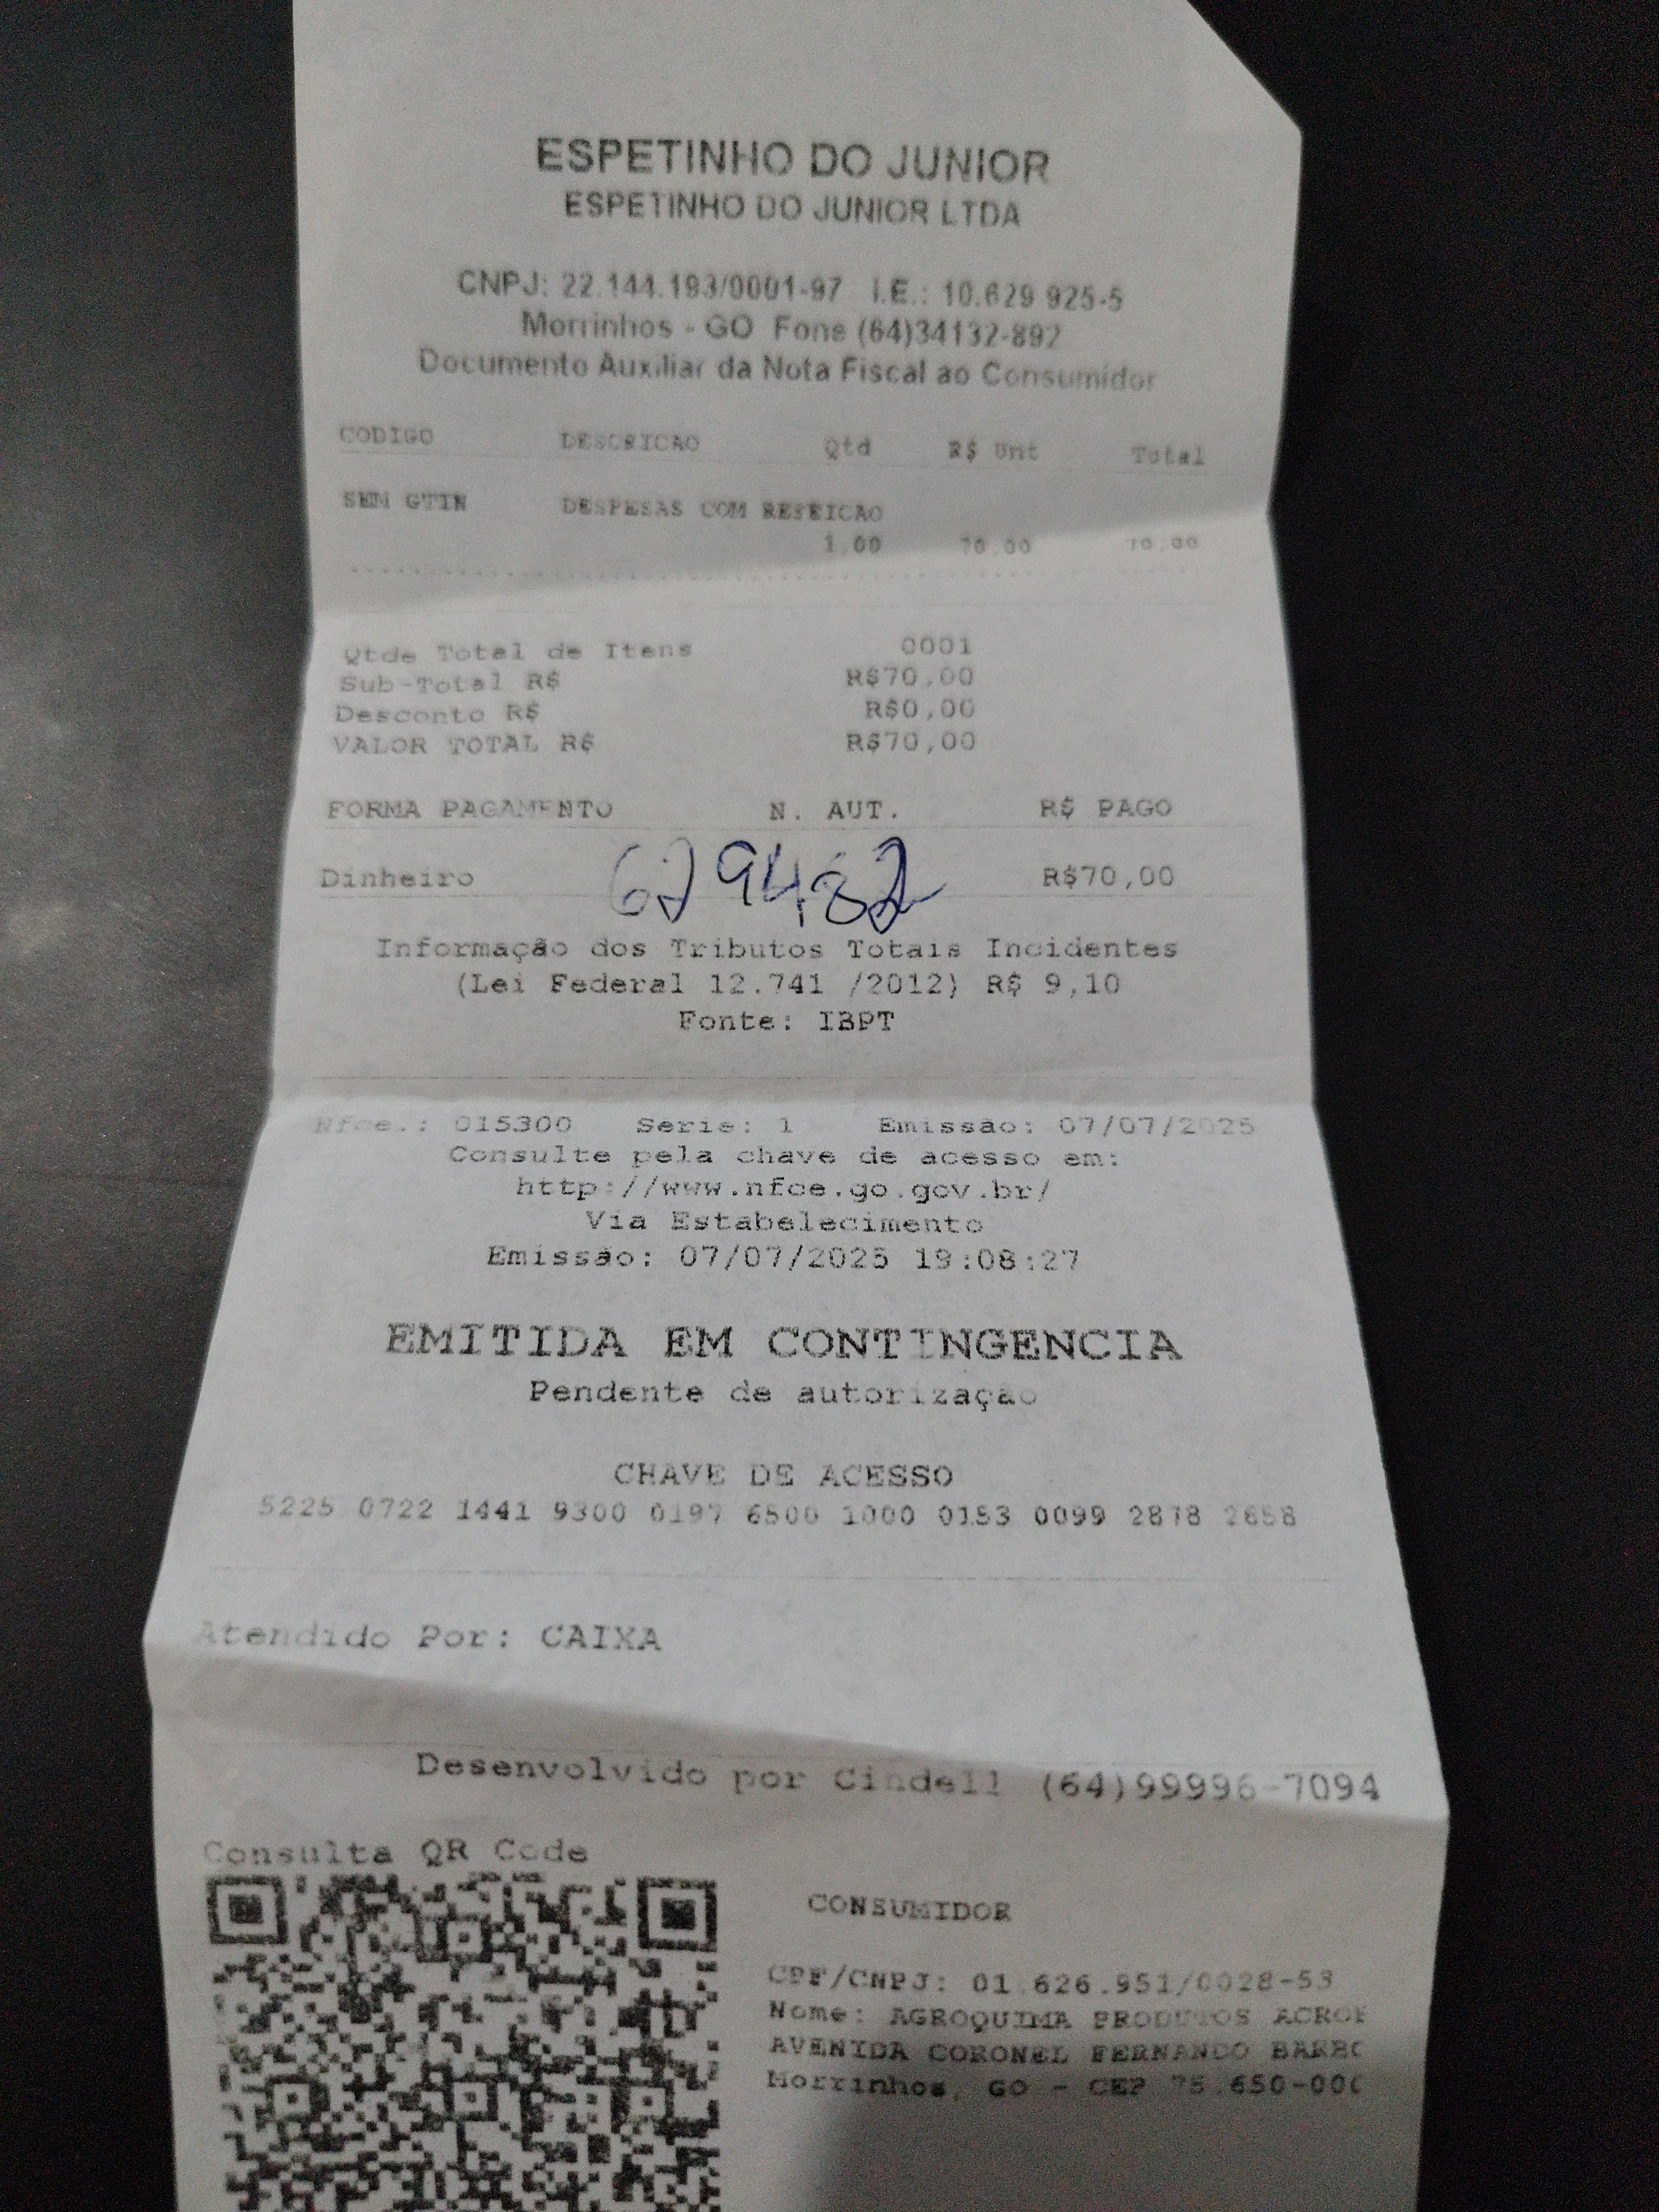 ESPETINHO DO JUNIOR
ESPETINHO DO JUNIOR LTDA
CNPJ: 22.144.193/0001-97 I.E.: 10.629 925-5
Morrinhos - GO Fone (64)34132-892
Documento Auxiliar da Nota Fiscal ao Consumidor
CODIGO DESCRICAO Qtd R$ Unt Total
SEM GTIN DESPESAS COM REFEICAO
1,00 70,00 70,00
Qtde Total de Itens 0001
Sub-Total R$ R$70,00
Desconto R$ R$0,00
VALOR TOTAL R$ R$70,00
FORMA PAGAMENTO N. AUT. R$ PAGO
Dinheiro 629482 R$70,00
Informação dos Tributos Totais Incidentes
(Lei Federal 12.741 /2012) R$ 9,10
Fonte: IBPT
Nfce.: 015300 Serie: 1 Emissão: 07/07/2025
Consulte pela chave de acesso em:
http://www.nfce.go.gov.br/
Via Estabelecimento
Emissão: 07/07/2025 19:08:27
EMITIDA EM CONTINGENCIA
Pendente de autorização
CHAVE DE ACESSO
5225 0722 1441 9300 0197 6500 1000 0153 0099 2878 2658
Atendido Por: CAIXA
Desenvolvido por Cindell (64)99996-7094
Consulta QR Code
CONSUMIDOR
CPF/CNPJ: 01.626.951/0028-53
Nome: AGROQUIMA PRODUTOS AGROP
AVENIDA CORONEL FERNANDO BARBO
Morrinhos, GO - CEP 75.650-000